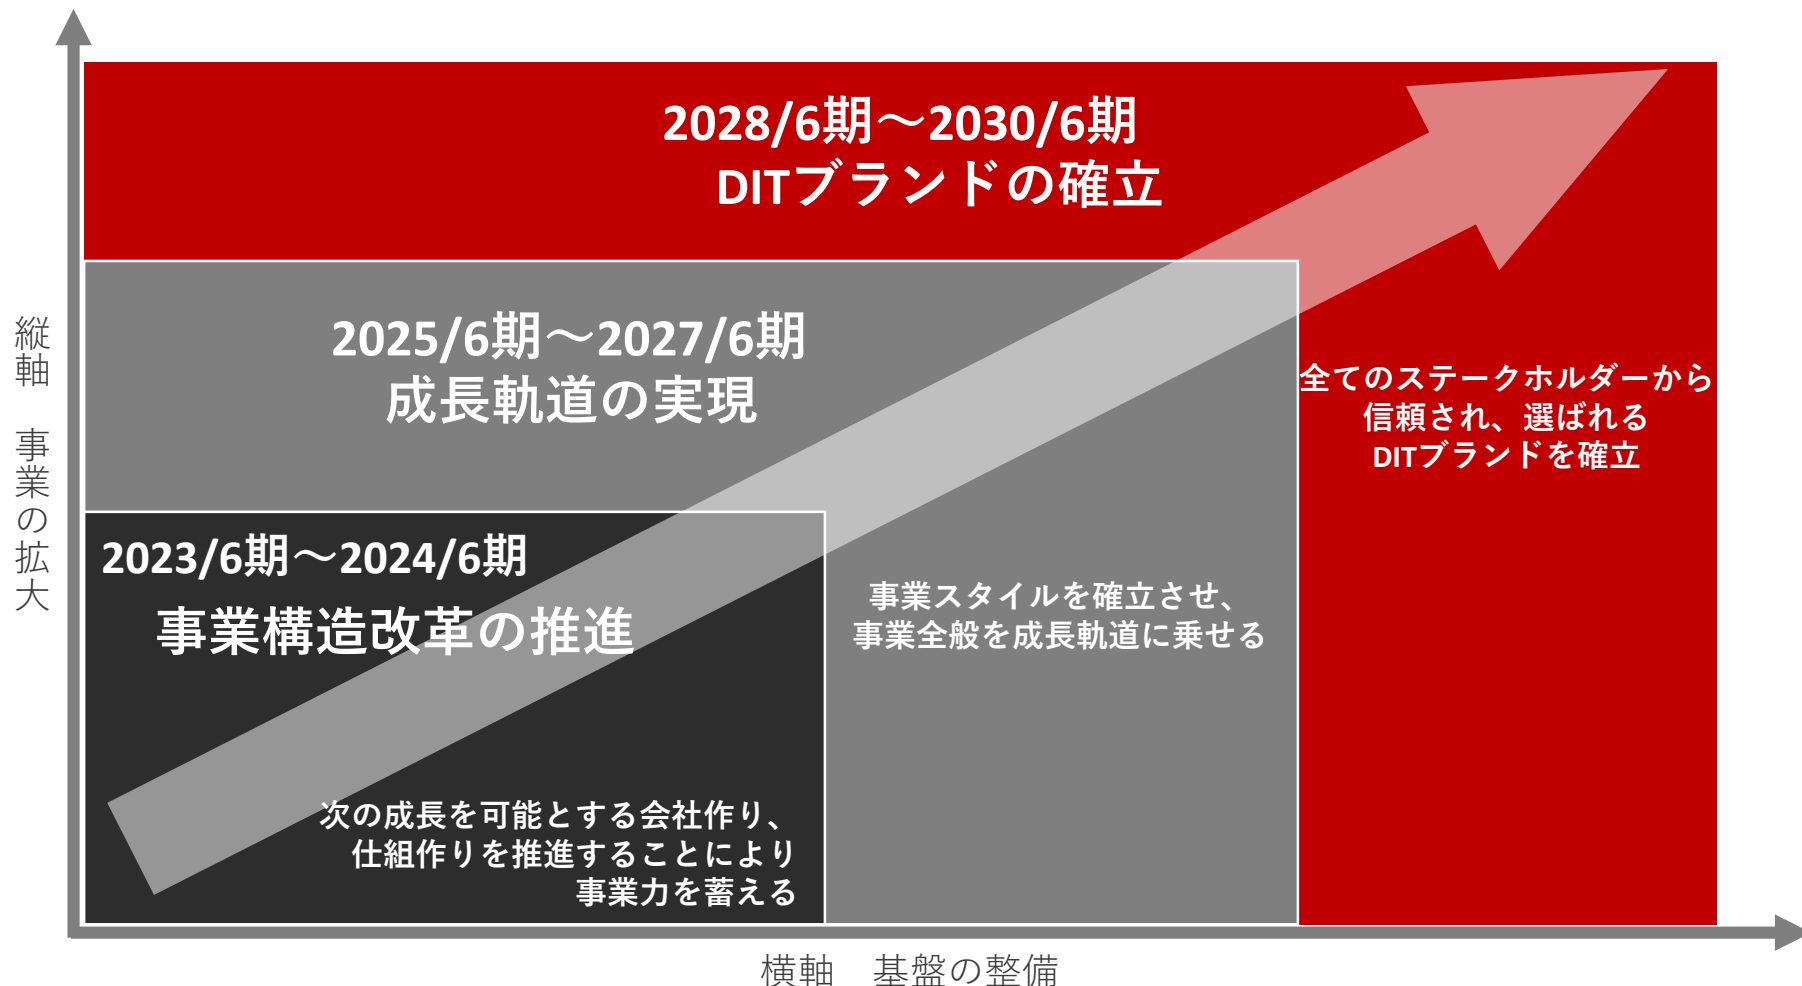 2028/6期～2030/6期
DITブランドの確立
2025/6期～2027/6期
成長軌道の実現
全てのステークホルダーから
信頼され、選ばれる
DITブランドを確立
2023/6期～2024/6期
事業構造改革の推進
事業スタイルを確立させ、
事業全般を成長軌道に乗せる
次の成長を可能とする会社作り、
仕組作りを推進することにより
事業力を蓄える
縦軸　事業の拡大
横軸　基盤の整備